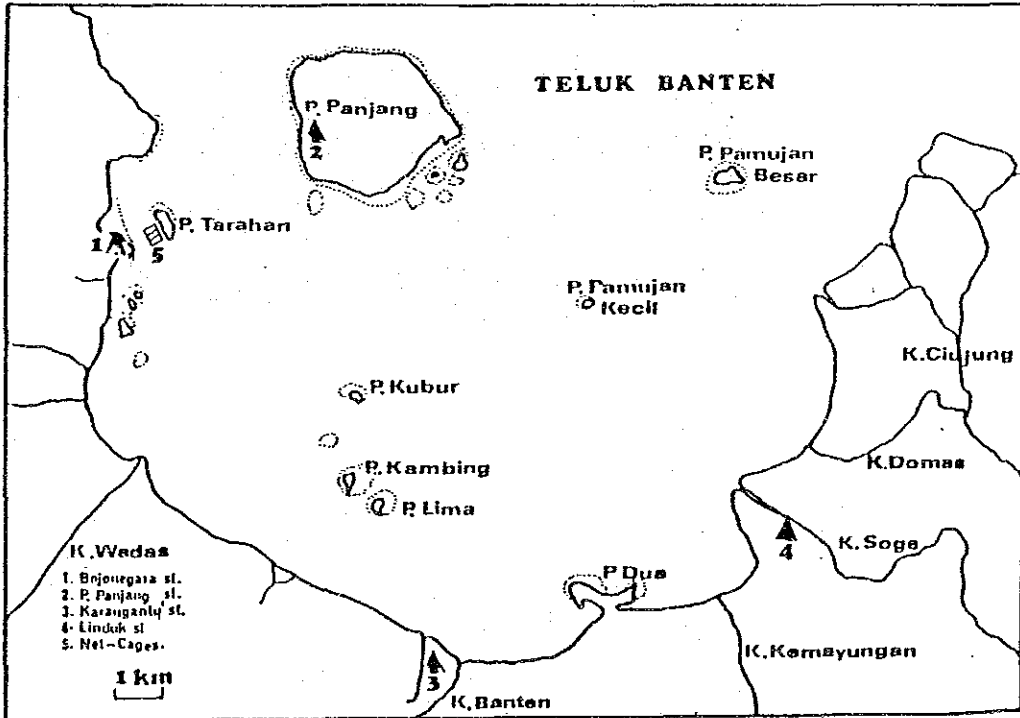 TELUK BANTEN
P. Panjang
2
P. Pamujan
Besar
P. Tarahan
1
5
P. Pamujan
Kecil
K. Ciujung
P. Kubur
P. Kambing
K. Domas
P. Lima
4
K. Soge
K. Wadas
P. Dua
1. Bojonegara st.
2. P. Panjang st.
3. Karangantu st.
4. Linduk st
5. Net-Cages.
1 km
3
K. Banten
K. Kemayungan